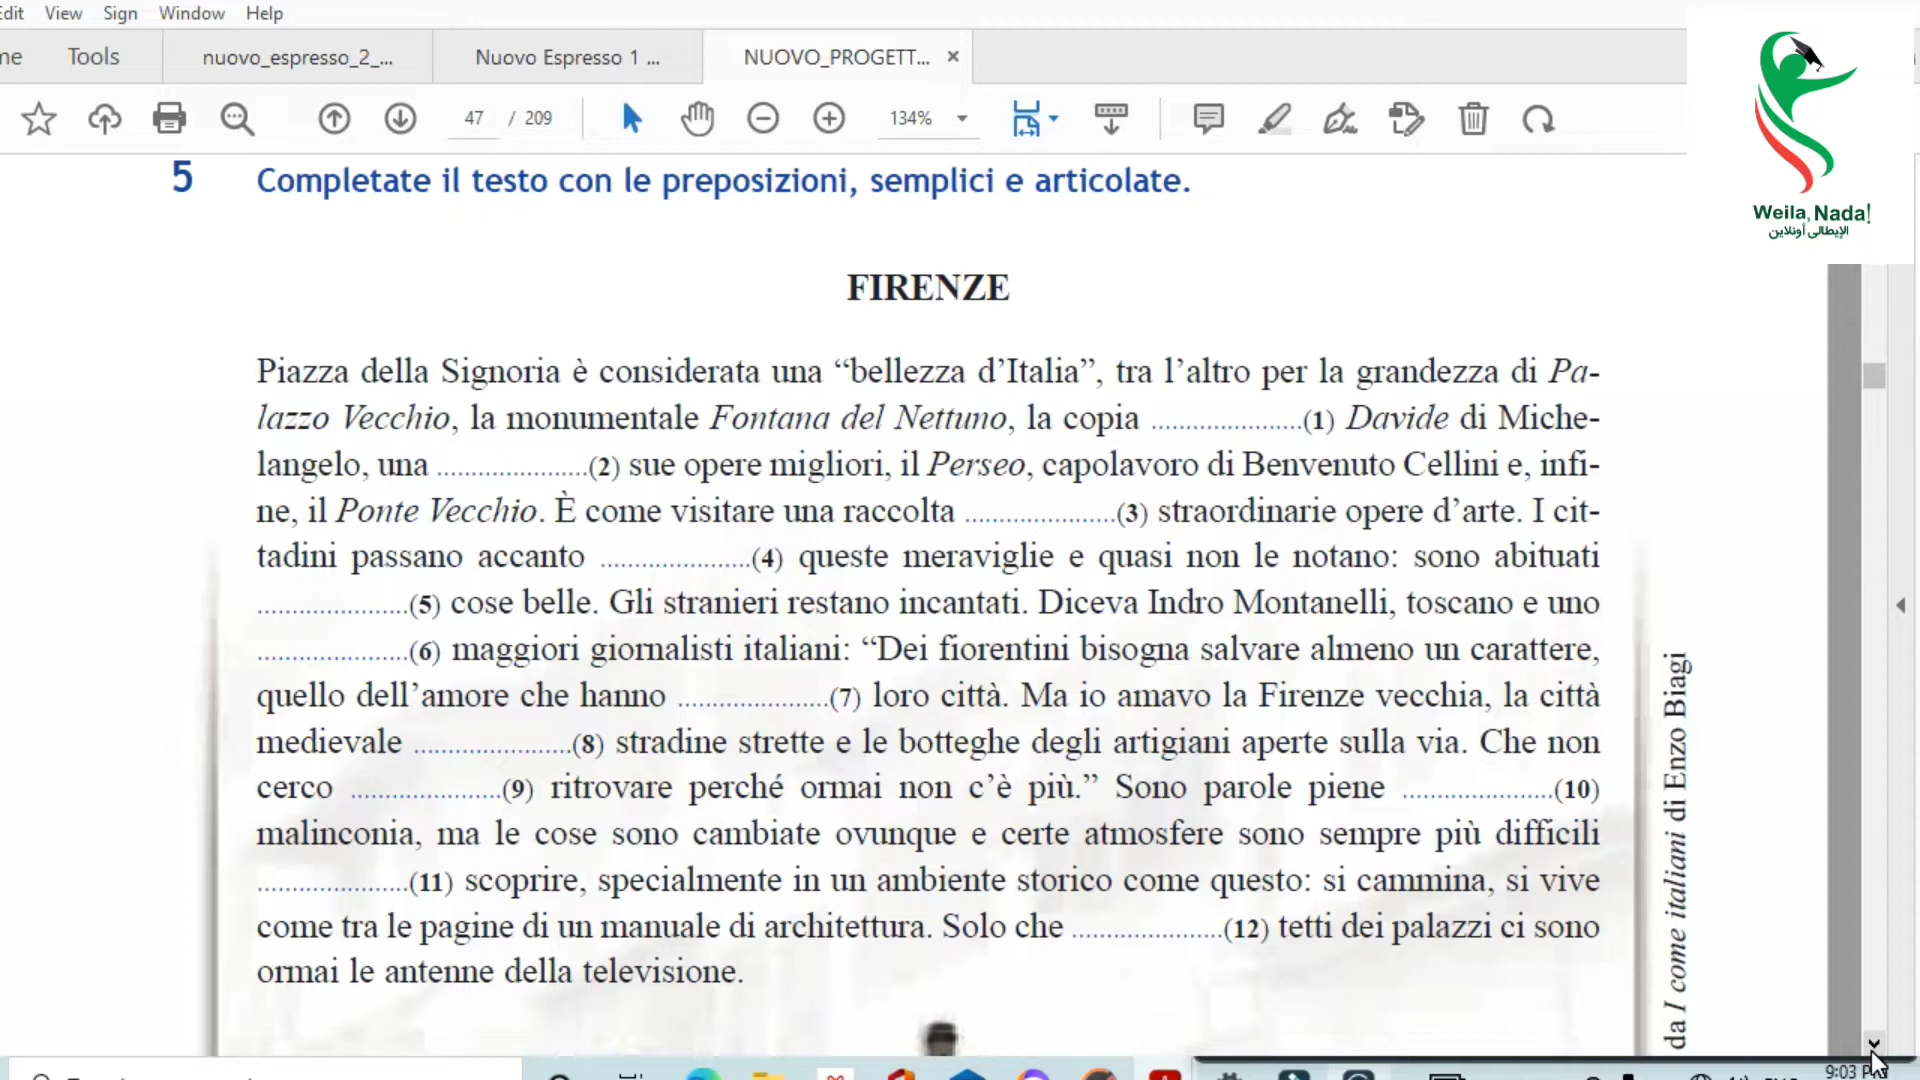 Edit View Sign Window Help
me Tools nuovo_espresso_2_... Nuovo Espresso 1 ... NUOVO_PROGETT... ×
47 / 209 134%
Weila, Nada!
الإيطالى أونلاين
5 Completate il testo con le preposizioni, semplici e articolate.
FIRENZE
Piazza della Signoria è considerata una “bellezza d’Italia”, tra l’altro per la grandezza di Pa-
lazzo Vecchio, la monumentale Fontana del Nettuno, la copia ......................(1) Davide di Miche-
langelo, una ......................(2) sue opere migliori, il Perseo, capolavoro di Benvenuto Cellini e, infi-
ne, il Ponte Vecchio. È come visitare una raccolta ......................(3) straordinarie opere d’arte. I cit-
tadini passano accanto ......................(4) queste meraviglie e quasi non le notano: sono abituati
......................(5) cose belle. Gli stranieri restano incantati. Diceva Indro Montanelli, toscano e uno
......................(6) maggiori giornalisti italiani: “Dei fiorentini bisogna salvare almeno un carattere,
quello dell’amore che hanno ......................(7) loro città. Ma io amavo la Firenze vecchia, la città
medievale ......................(8) stradine strette e le botteghe degli artigiani aperte sulla via. Che non
cerco ......................(9) ritrovare perché ormai non c’è più.” Sono parole piene ......................(10)
malinconia, ma le cose sono cambiate ovunque e certe atmosfere sono sempre più difficili
......................(11) scoprire, specialmente in un ambiente storico come questo: si cammina, si vive
come tra le pagine di un manuale di architettura. Solo che ......................(12) tetti dei palazzi ci sono
ormai le antenne della televisione.
da I come italiani di Enzo Biagi
9:03 P